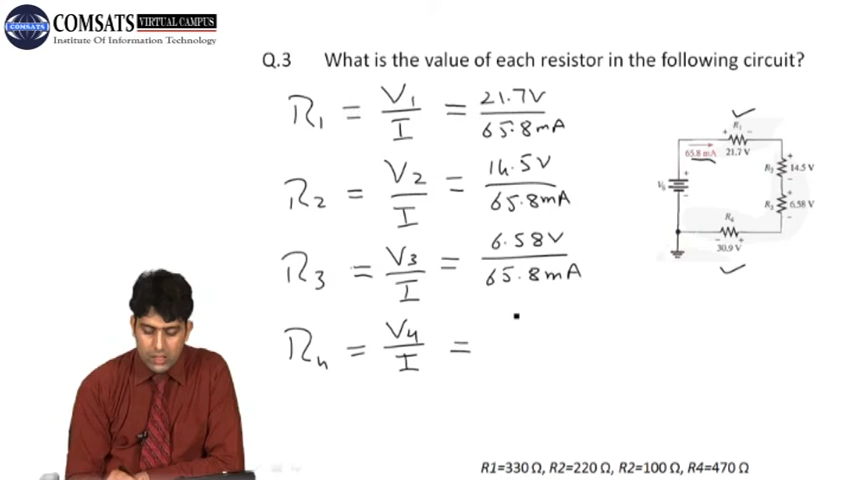 COMSATS VIRTUAL CAMPUS
Institute Of Information Technology
Q.3 What is the value of each resistor in the following circuit?
R1 = V1/I = 21.7V/65.8mA
R2 = V2/I = 14.5V/65.8mA
R3 = V3/I = 6.58V/65.8mA
R4 = V4/I =
R1
65.8 mA 21.7 V
R2 14.5 V
VS
R3 6.58 V
R4
30.9 V
R1=330 Ω, R2=220 Ω, R2=100 Ω, R4=470 Ω